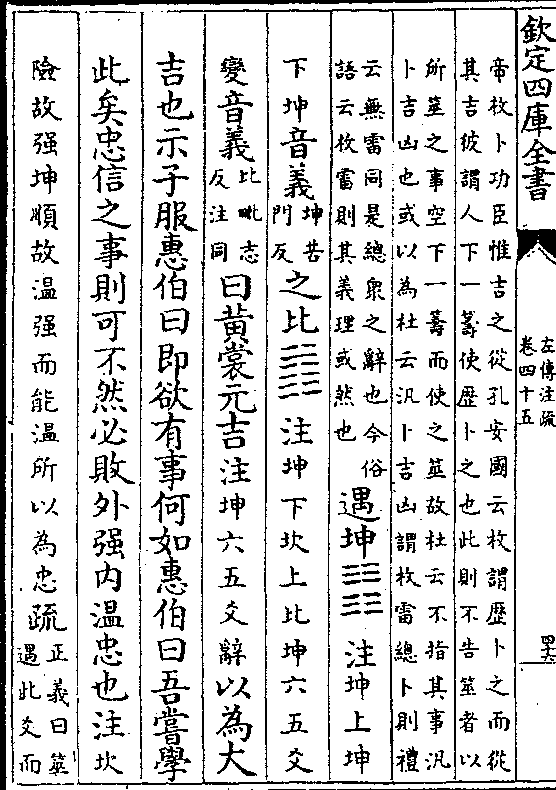 欽定四庫全書
左傳注疏
卷四十五
帝枚卜功臣惟吉之從孔安國云枚謂歷卜之而從
其吉彼謂人下一籌使歷卜之也此則不告筮者以
所筮之事空下一籌而使之筮故杜云不指其事汎
卜吉凶也或以為杜云汎卜吉凶謂枚雷總卜則禮
云無雷同是總衆之辭也今俗
語云枚雷則其義理或然也
遇坤䷁注坤上坤
下坤音義坤苦
門反
之比䷇注坤下坎上比坤六五爻
變音義比毗志
反注同
曰黄裳元吉注坤六五爻辭以為大
吉也示子服惠伯曰即欲有事何如惠伯曰吾嘗學
此矣忠信之事則可不然必敗外强内温忠也注坎
險故强坤順故温强而能温所以為忠疏正義曰筮
遇此爻而